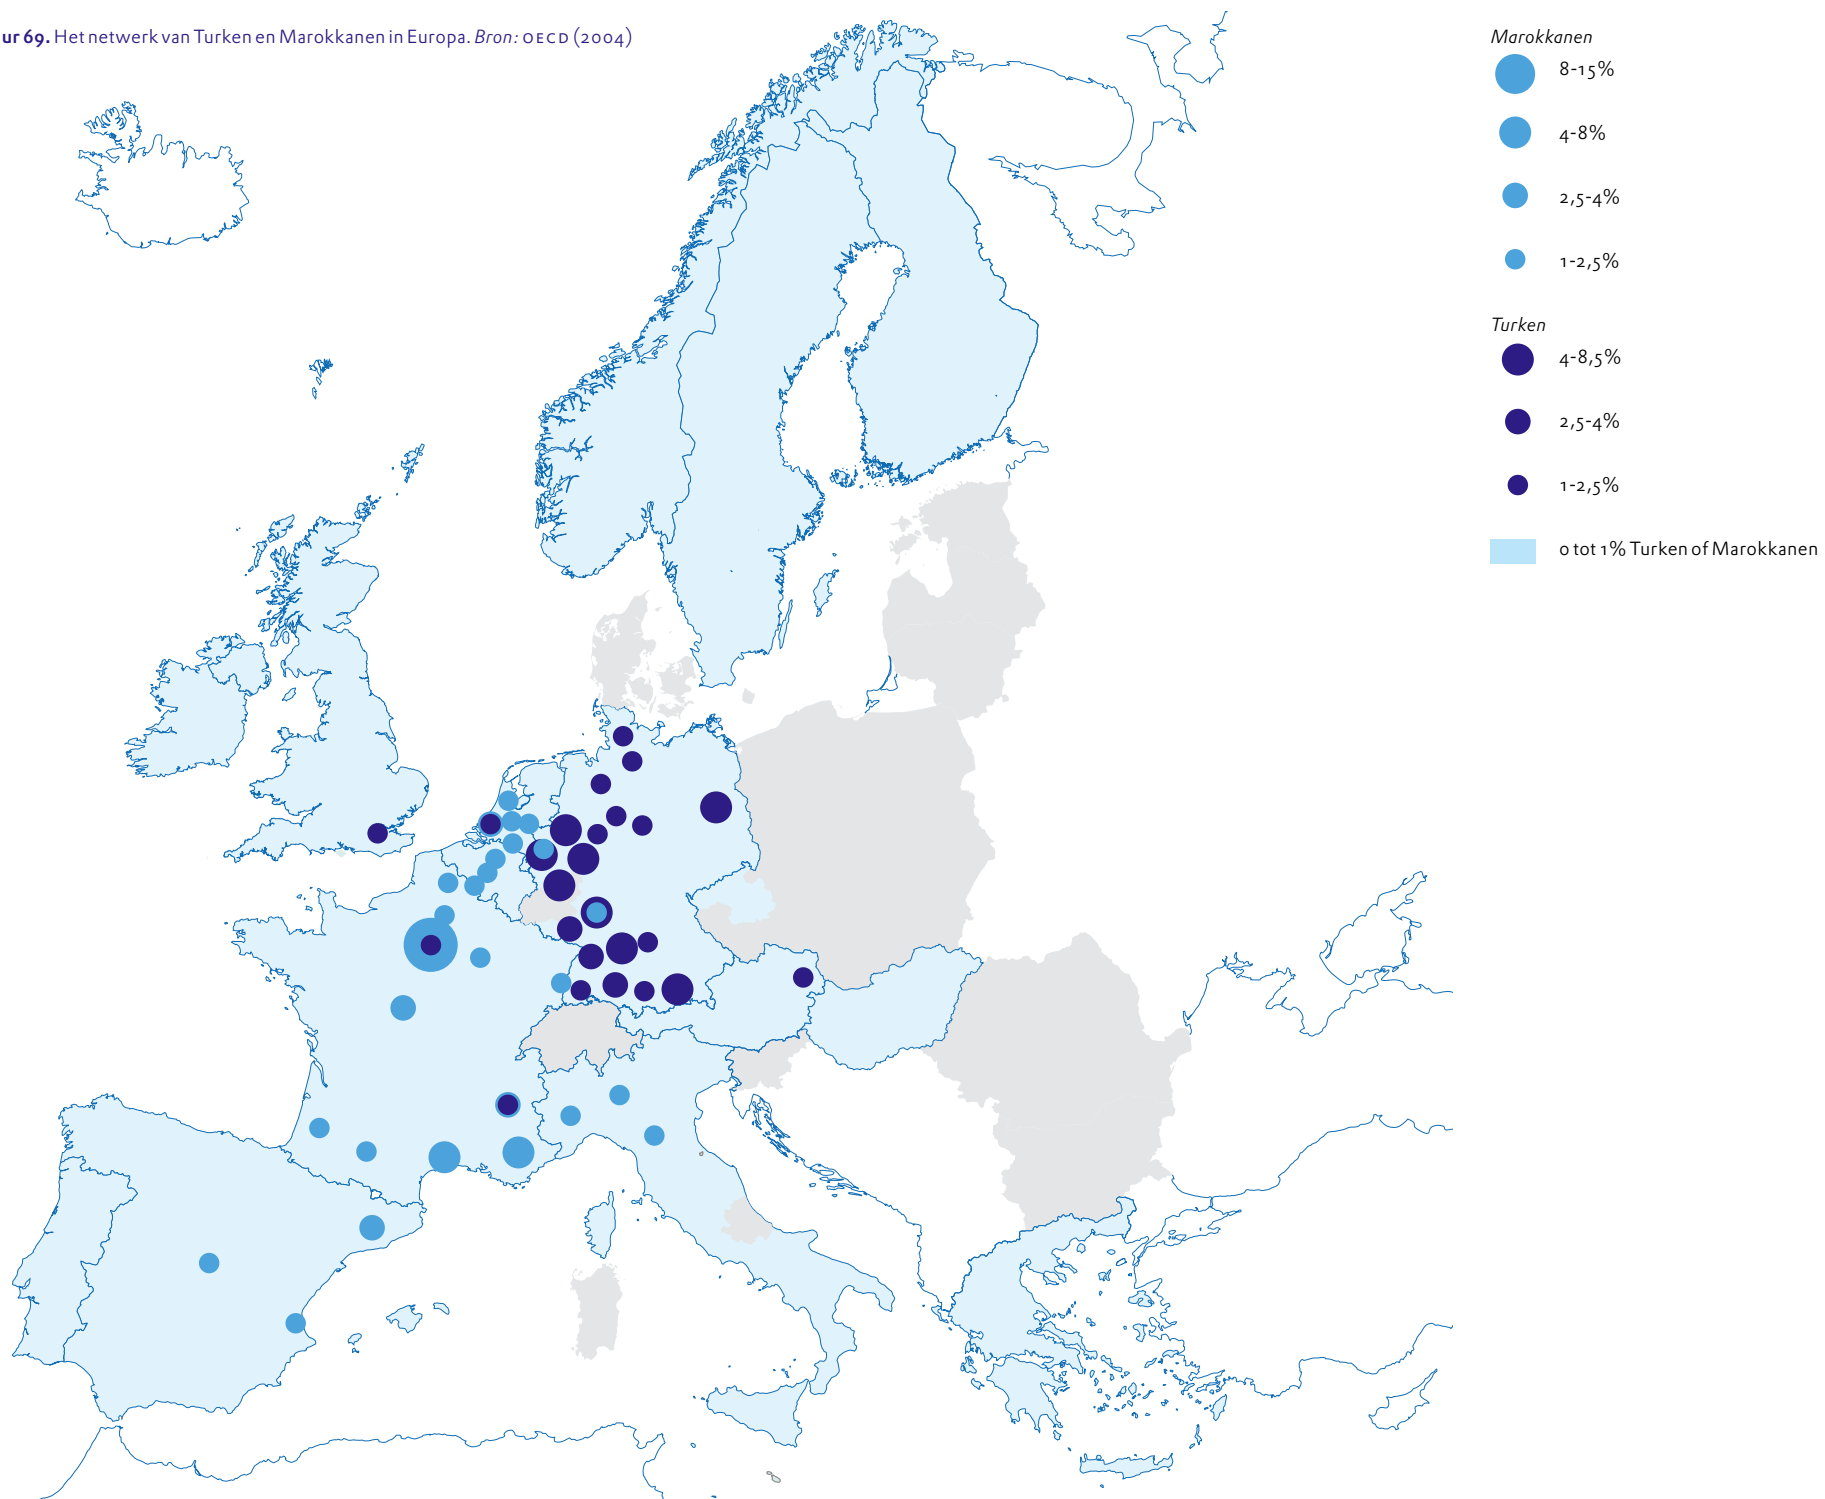 ur 69. Het netwerk van Turken en Marokkanen in Europa. Bron: OECD (2004)
Marokkanen
8-15%
4-8%
2,5-4%
1-2,5%
Turken
4-8,5%
2,5-4%
1-2,5%
0 tot 1% Turken of Marokkanen